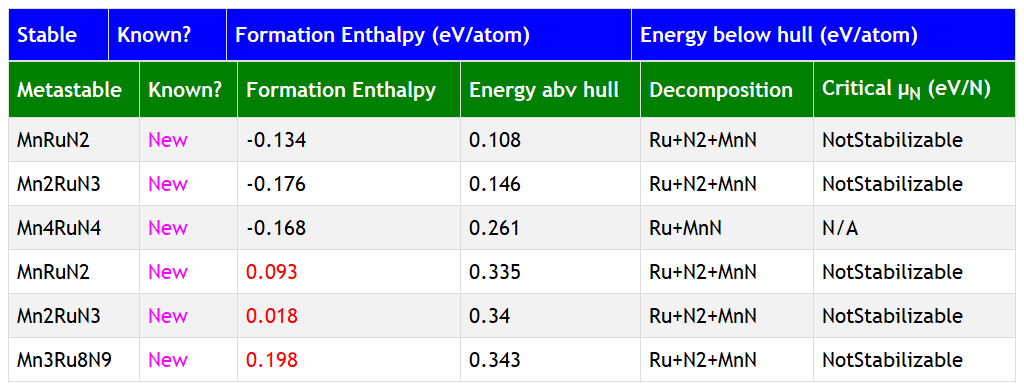 Stable Known? Formation Enthalpy (eV/atom) Energy below hull (eV/atom)
Metastable Known? Formation Enthalpy Energy abv hull Decomposition Critical μN (eV/N)
MnRuN2 New -0.134 0.108 Ru+N2+MnN NotStabilizable
Mn2RuN3 New -0.176 0.146 Ru+N2+MnN NotStabilizable
Mn4RuN4 New -0.168 0.261 Ru+MnN N/A
MnRuN2 New 0.093 0.335 Ru+N2+MnN NotStabilizable
Mn2RuN3 New 0.018 0.34 Ru+N2+MnN NotStabilizable
Mn3Ru8N9 New 0.198 0.343 Ru+N2+MnN NotStabilizable